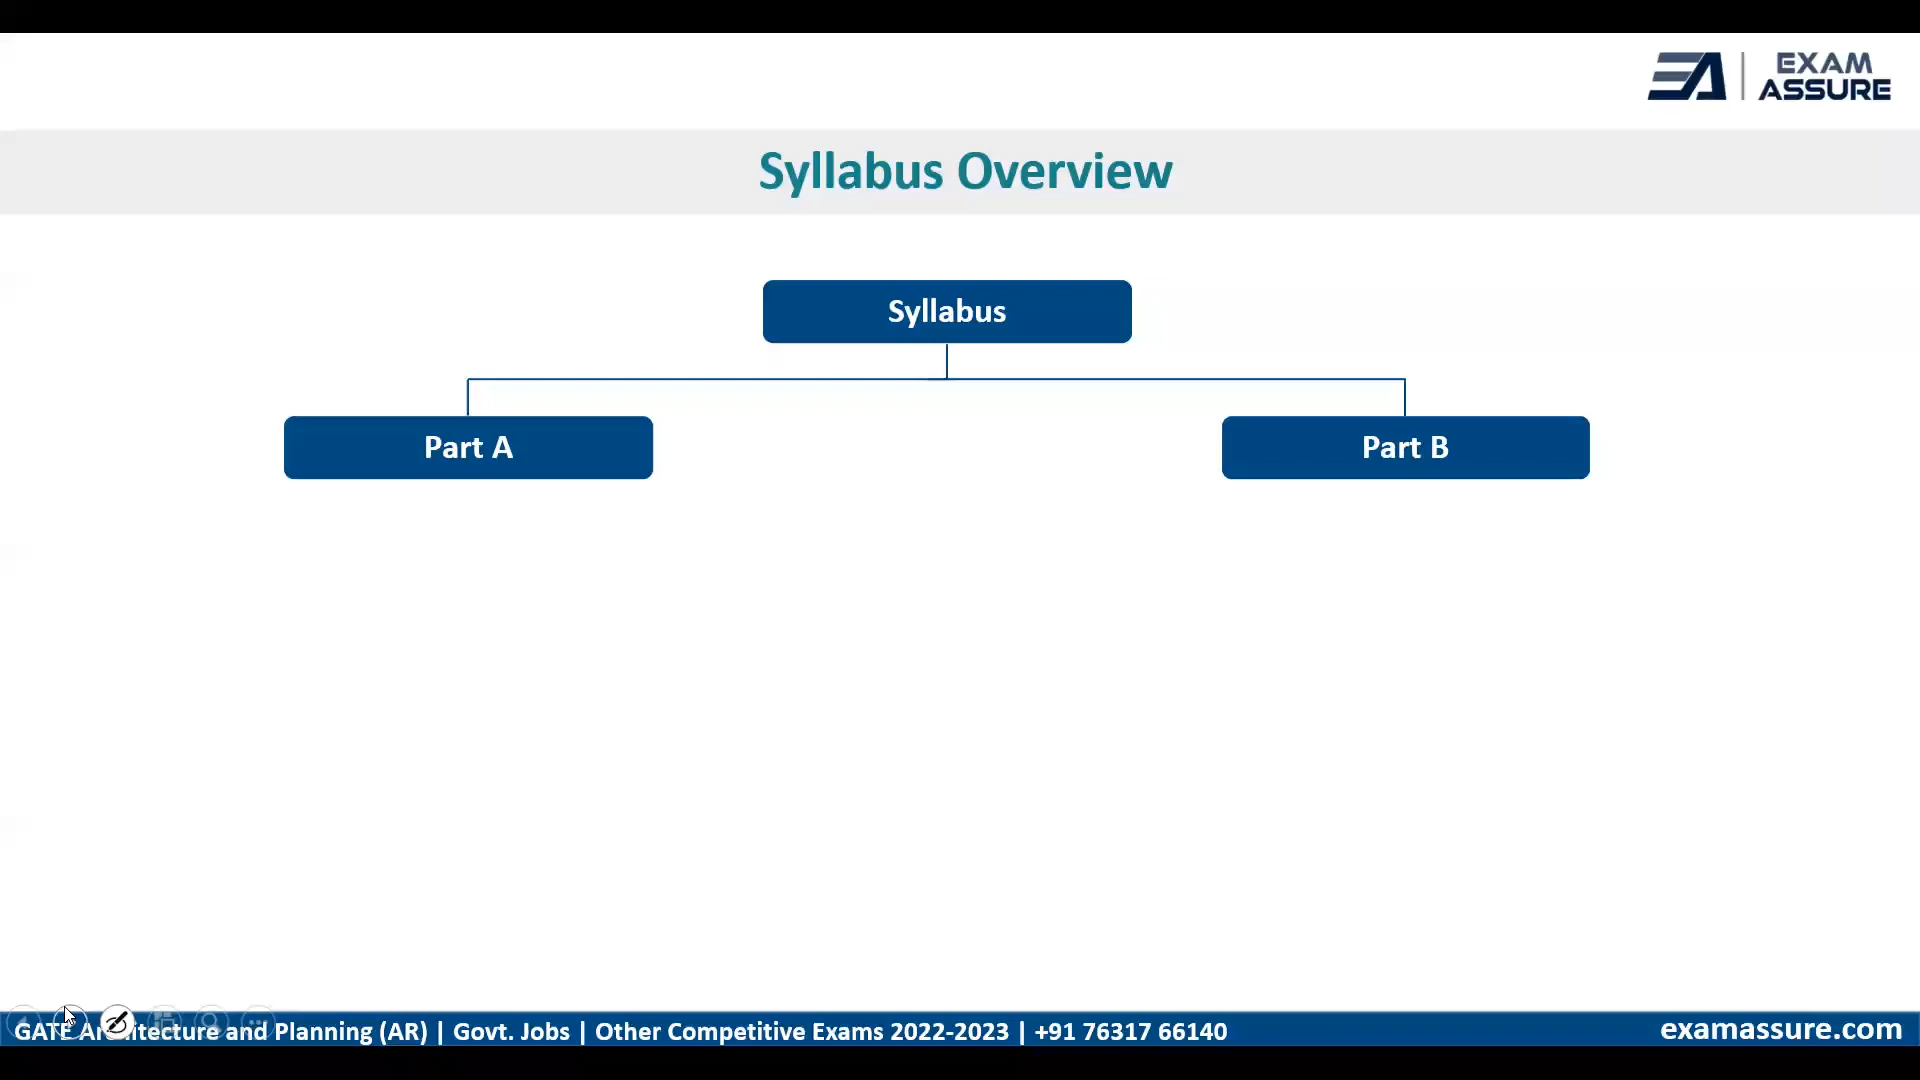 EXAM
ASSURE
Syllabus Overview
Syllabus
Part A
Part B
GATE Architecture and Planning (AR) | Govt. Jobs | Other Competitive Exams 2022-2023 | +91 76317 66140
examassure.com